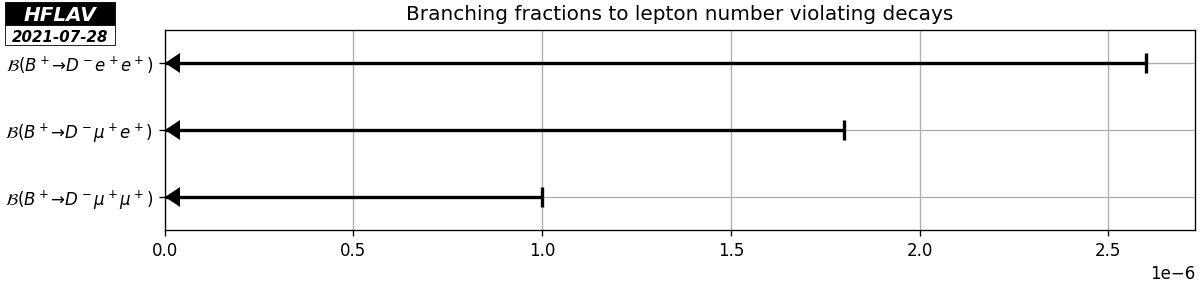 HFLAV
2021-07-28
Branching fractions to lepton number violating decays
ℬ(B⁺→D⁻e⁺e⁺)
ℬ(B⁺→D⁻μ⁺e⁺)
ℬ(B⁺→D⁻μ⁺μ⁺)
0.0 0.5 1.0 1.5 2.0 2.5
1e−6